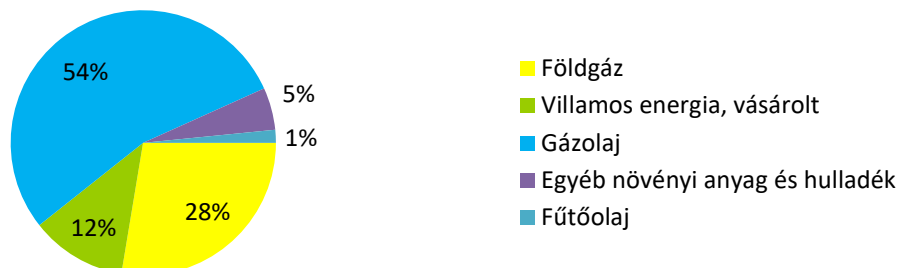 54%
5%
1%
28%
12%
Földgáz
Villamos energia, vásárolt
Gázolaj
Egyéb növényi anyag és hulladék
Fűtőolaj